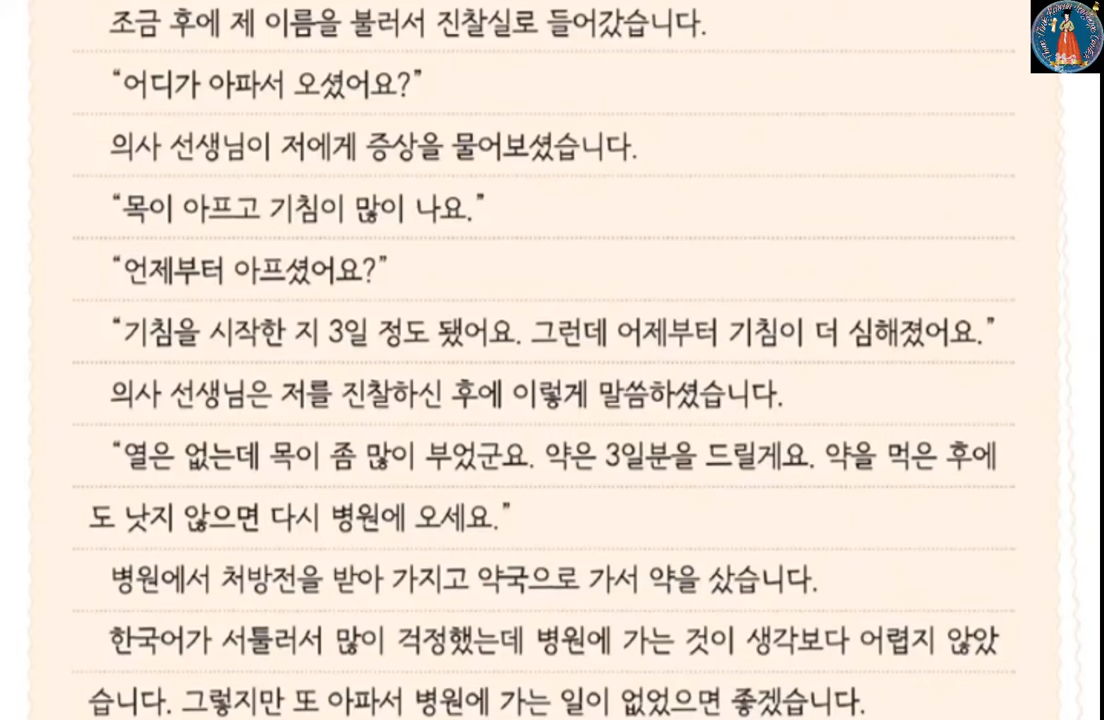 조금 후에 제 이름을 불러서 진찰실로 들어갔습니다.
“어디가 아파서 오셨어요?”
의사 선생님이 저에게 증상을 물어보셨습니다.
“목이 아프고 기침이 많이 나요.”
“언제부터 아프셨어요?”
“기침을 시작한 지 3일 정도 됐어요. 그런데 어제부터 기침이 더 심해졌어요.”
의사 선생님은 저를 진찰하신 후에 이렇게 말씀하셨습니다.
“열은 없는데 목이 좀 많이 부었군요. 약은 3일분을 드릴게요. 약을 먹은 후에
도 낫지 않으면 다시 병원에 오세요.”
병원에서 처방전을 받아 가지고 약국으로 가서 약을 샀습니다.
한국어가 서툴러서 많이 걱정했는데 병원에 가는 것이 생각보다 어렵지 않았
습니다. 그렇지만 또 아파서 병원에 가는 일이 없었으면 좋겠습니다.